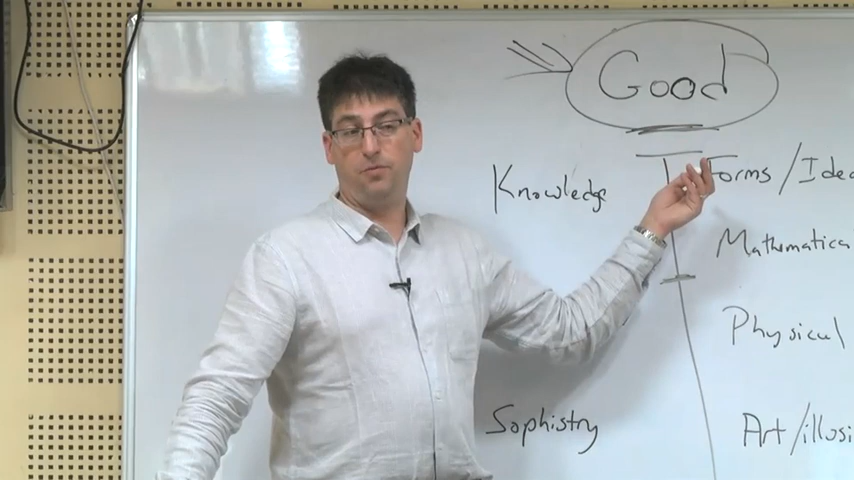 Good
Knowledge
Forms / Idea
Mathematica
Physical
Sophistry
Art / illusi